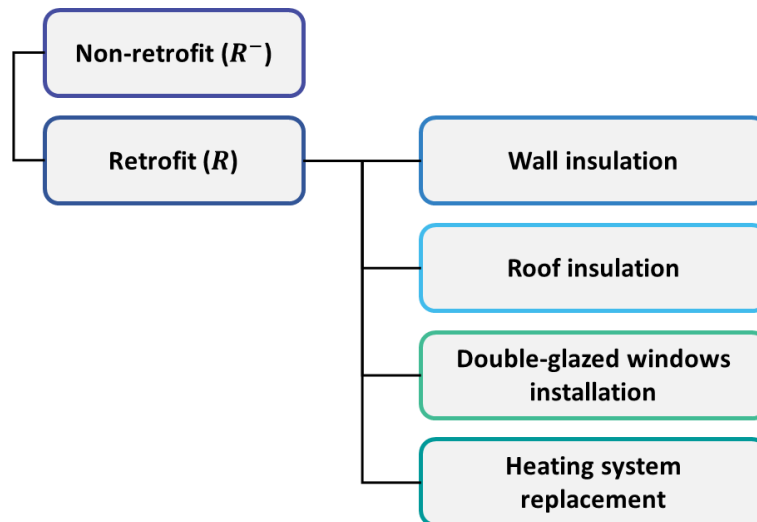 Non-retrofit (R⁻)
Retrofit (R)
Wall insulation
Roof insulation
Double-glazed windows
installation
Heating system
replacement